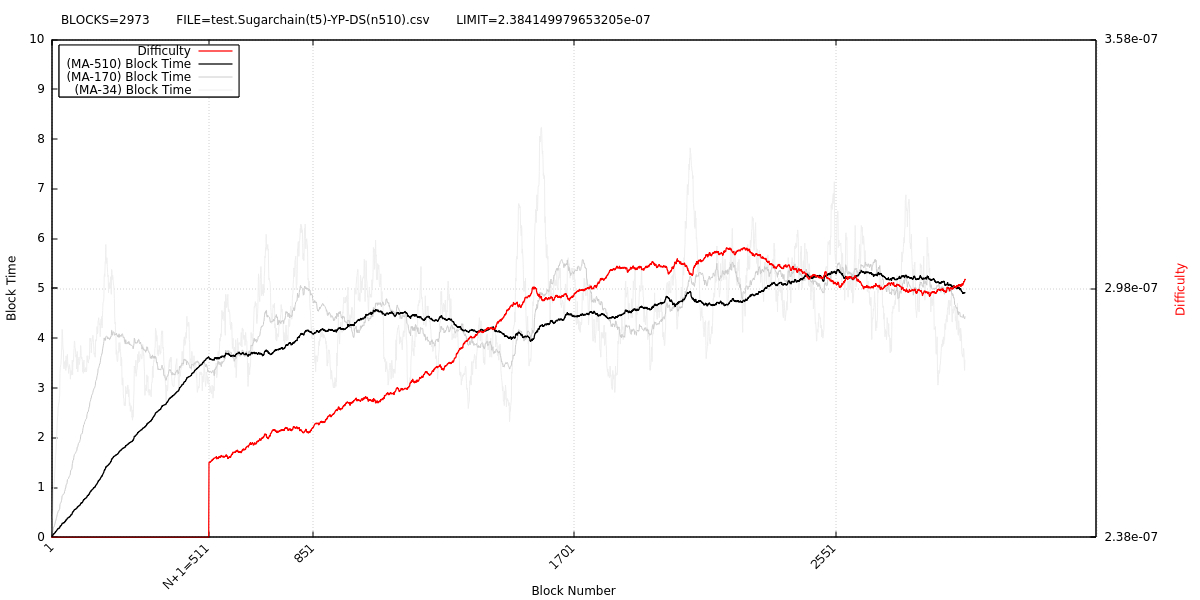 BLOCKS=2973 FILE=test.Sugarchain(t5)-YP-DS(n510).csv LIMIT=2.384149979653205e-07
Difficulty
(MA-510) Block Time
(MA-170) Block Time
(MA-34) Block Time
10
9
8
7
6
5
4
3
2
1
0
Block Time
3.58e-07
2.98e-07
2.38e-07
Difficulty
1
N+1=511
851
1701
2551
Block Number